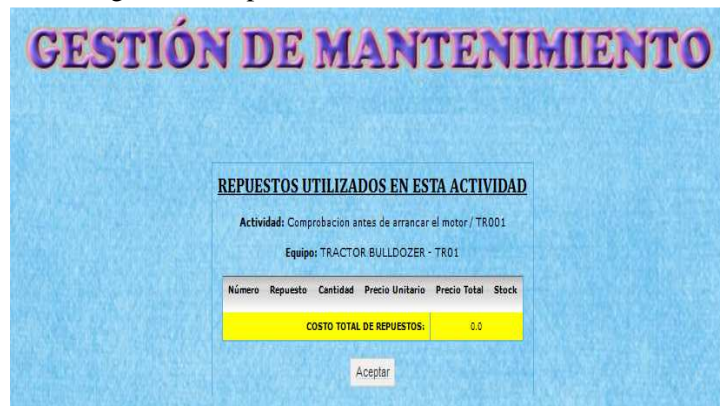 GESTIÓN DE MANTENIMIENTO
REPUESTOS UTILIZADOS EN ESTA ACTIVIDAD
Actividad: Comprobacion antes de arrancar el motor / TR001
Equipo: TRACTOR BULLDOZER - TR01
Número Repuesto Cantidad Precio Unitario Precio Total Stock
COSTO TOTAL DE REPUESTOS: 0.0
Aceptar